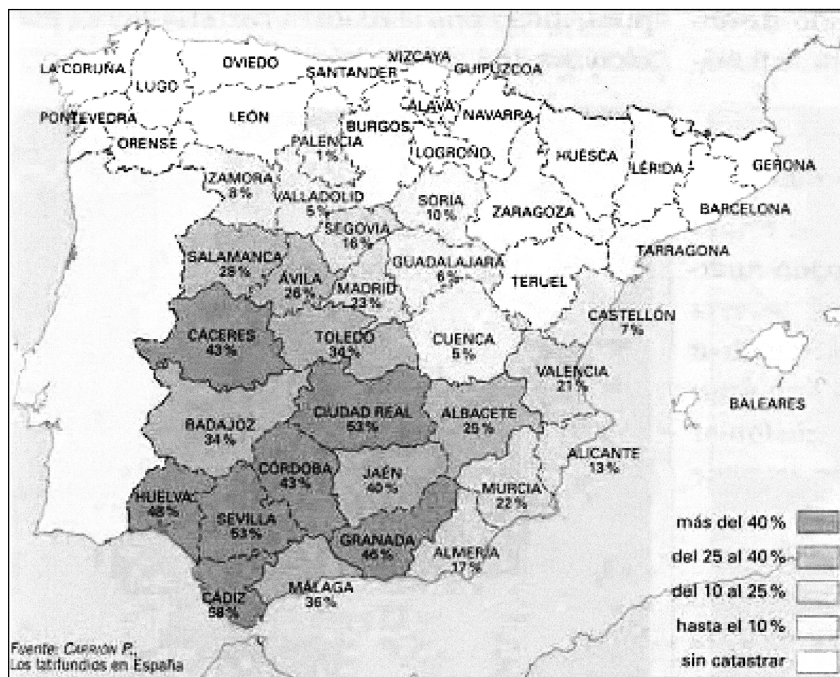 LA CORUÑA
LUGO
OVIEDO
SANTANDER
VIZCAYA
GUIPÚZCOA
PONTEVEDRA
ORENSE
LEÓN
PALENCIA
1%
BURGOS
ÁLAVA
NAVARRA
LOGROÑO
HUESCA
LÉRIDA
GERONA
BARCELONA
TARRAGONA
ZAMORA
8%
VALLADOLID
5%
SORIA
10%
ZARAGOZA
SEGOVIA
16%
SALAMANCA
28%
ÁVILA
26%
MADRID
23%
GUADALAJARA
6%
TERUEL
CASTELLÓN
7%
CÁCERES
43%
TOLEDO
34%
CUENCA
5%
VALENCIA
21%
BALEARES
BADAJOZ
34%
CIUDAD REAL
53%
ALBACETE
25%
ALICANTE
13%
CÓRDOBA
43%
JAÉN
40%
MURCIA
22%
HUELVA
48%
SEVILLA
53%
GRANADA
46%
ALMERÍA
17%
CÁDIZ
58%
MÁLAGA
36%
más del 40%
del 25 al 40%
del 10 al 25%
hasta el 10%
sin catastrar
Fuente: CARRIÓN P.,
Los latifundios en España